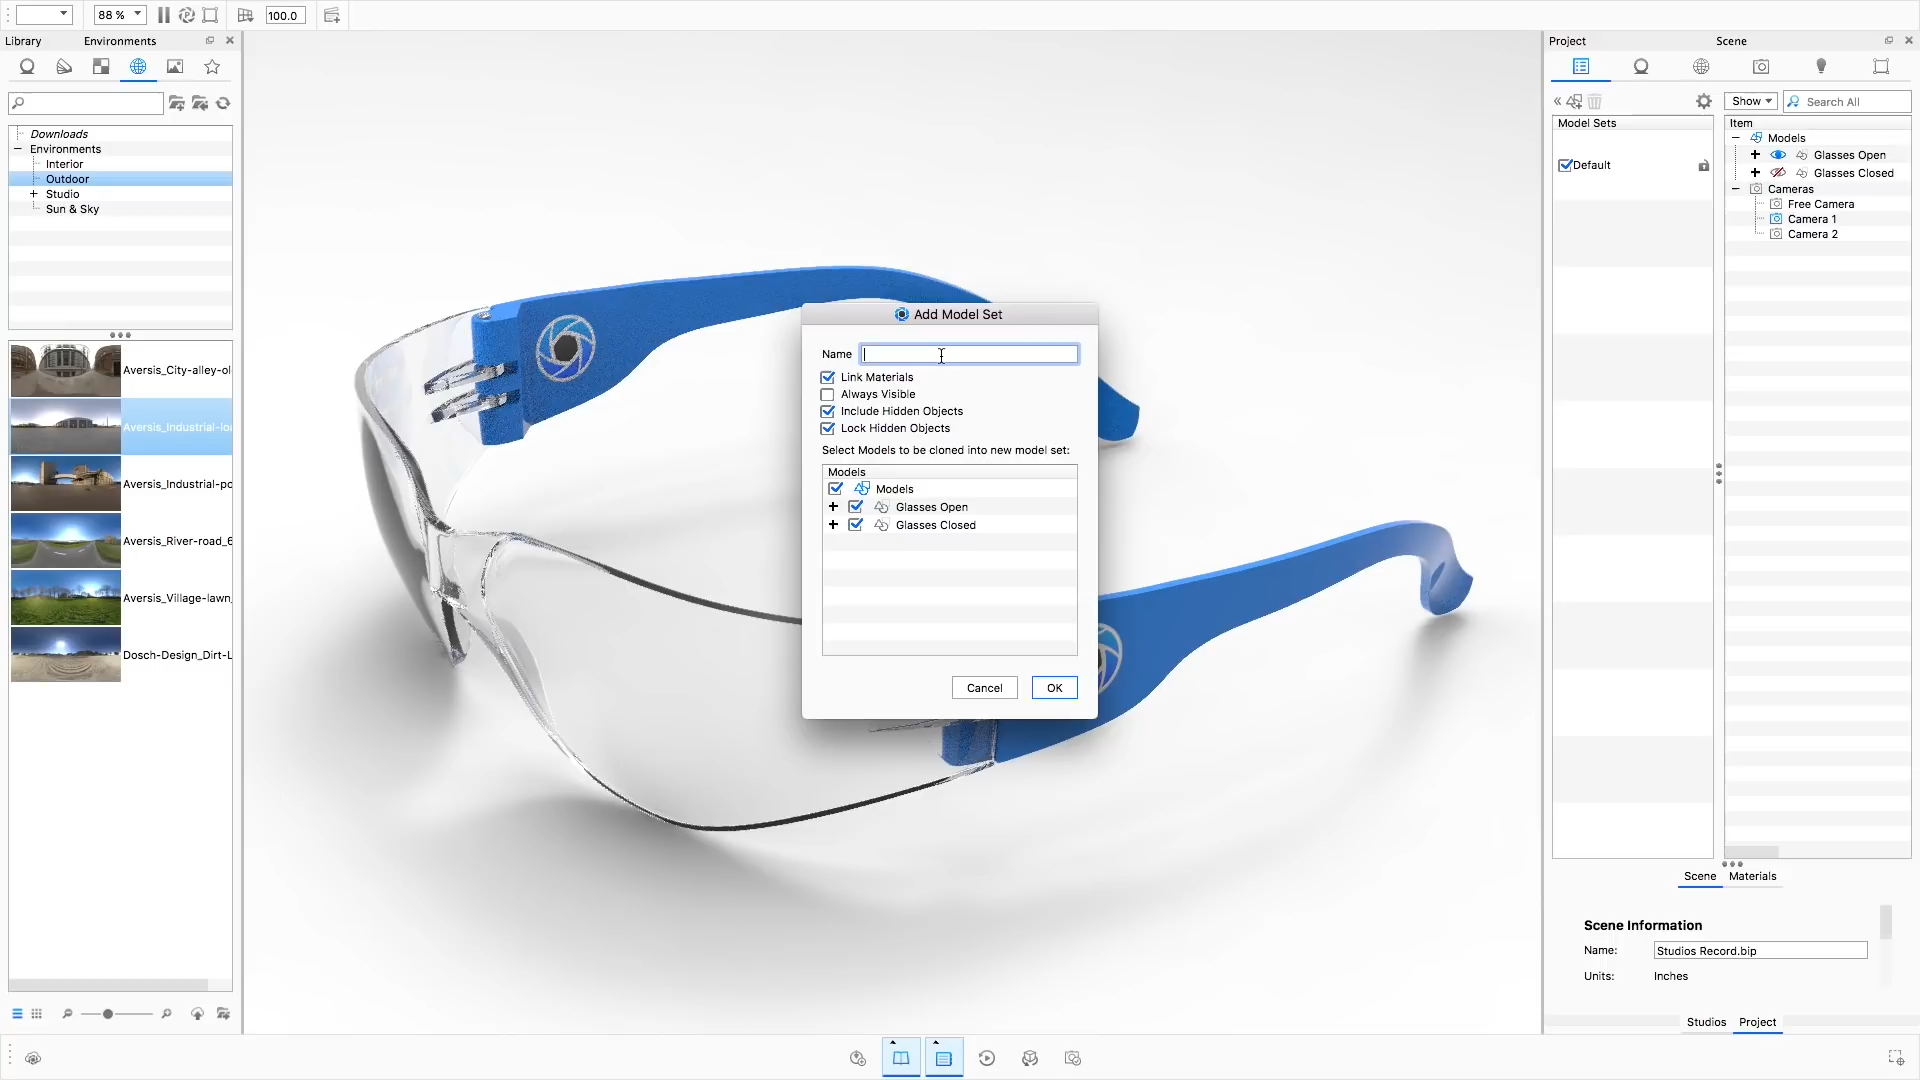 88 %
100.0
Library
Environments
Downloads
Environments
Interior
Outdoor
Studio
Sun & Sky
Aversis_City-alley-ol
Aversis_Industrial-loa
Aversis_Industrial-po
Aversis_River-road_6
Aversis_Village-lawn_
Dosch-Design_Dirt-L
Add Model Set
Name
Link Materials
Always Visible
Include Hidden Objects
Lock Hidden Objects
Select Models to be cloned into new model set:
Models
Models
Glasses Open
Glasses Closed
Cancel
OK
Project
Scene
Show
Search All
Model Sets
Default
Item
Models
Glasses Open
Glasses Closed
Cameras
Free Camera
Camera 1
Camera 2
Scene
Materials
Scene Information
Name:
Studios Record.bip
Units:
Inches
Studios
Project